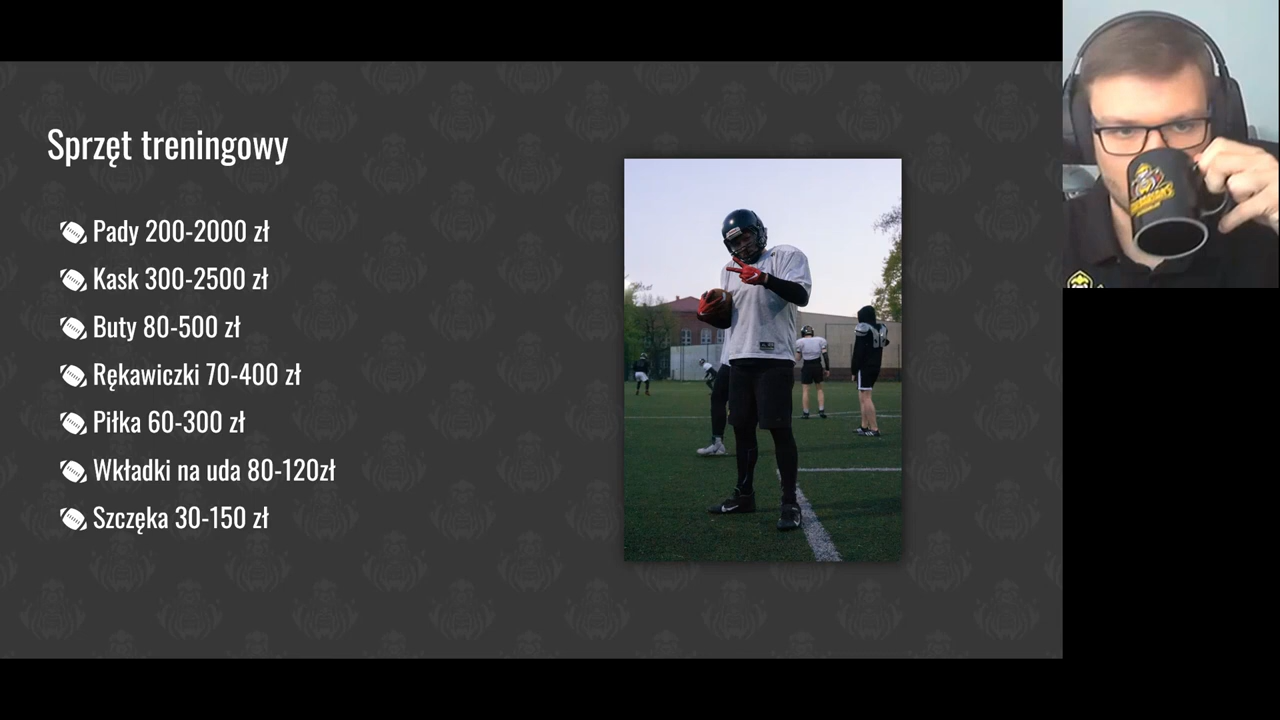 Sprzęt treningowy
Pady 200-2000 zł
Kask 300-2500 zł
Buty 80-500 zł
Rękawiczki 70-400 zł
Piłka 60-300 zł
Wkładki na uda 80-120zł
Szczęka 30-150 zł